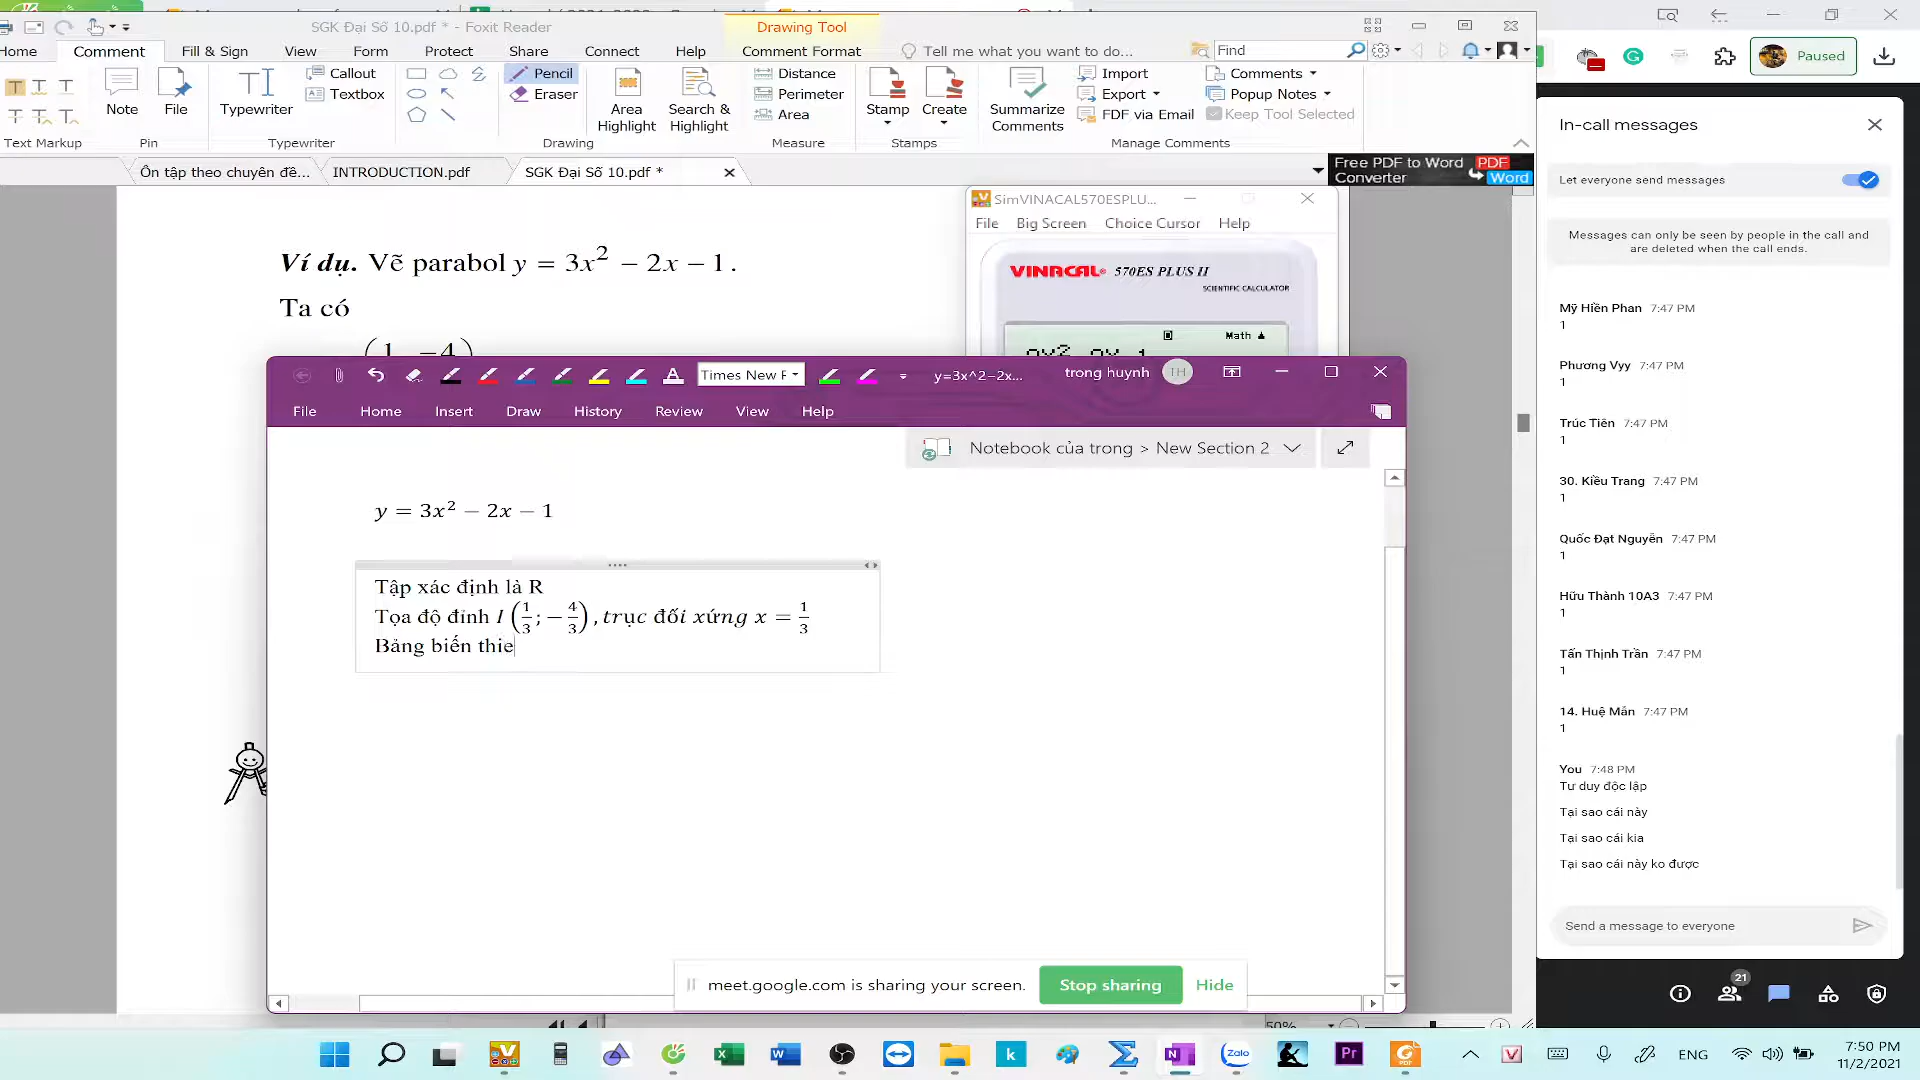 SGK Đại Số 10.pdf * - Foxit Reader
Drawing Tool
Home Comment Fill & Sign View Form Protect Share Connect Help Comment Format Tell me what you want to do... Find
Paused
Note
File
Typewriter
Callout
Textbox
Pencil
Eraser
Area Highlight
Search & Highlight
Distance
Perimeter
Area
Stamp
Create
Summarize Comments
Import
Export
FDF via Email
Comments
Popup Notes
Keep Tool Selected
Text Markup Pin Typewriter Drawing Measure Stamps Manage Comments
Ôn tập theo chuyên đề... INTRODUCTION.pdf SGK Đại Số 10.pdf *
Free PDF to Word Converter PDF Word
Ví dụ. Vẽ parabol y = 3x² − 2x − 1.
Ta có
SimVINACAL570ESPLU...
File Big Screen Choice Cursor Help
VINACAL® 570ES PLUS II
SCIENTIFIC CALCULATOR
Math
Times New F y=3x^2−2x... trong huynh TH
File Home Insert Draw History Review View Help
Notebook của trong > New Section 2
y = 3x² − 2x − 1
Tập xác định là R
Tọa độ đỉnh I (1/3; −4/3), trục đối xứng x = 1/3
Bảng biến thie
meet.google.com is sharing your screen. Stop sharing Hide
In-call messages
Let everyone send messages
Messages can only be seen by people in the call and are deleted when the call ends.
Mỹ Hiền Phan 7:47 PM
1
Phương Vyy 7:47 PM
1
Trúc Tiên 7:47 PM
1
30. Kiều Trang 7:47 PM
1
Quốc Đạt Nguyễn 7:47 PM
1
Hữu Thành 10A3 7:47 PM
1
Tấn Thịnh Trần 7:47 PM
1
14. Huệ Mẫn 7:47 PM
1
You 7:48 PM
Tư duy độc lập
Tại sao cái này
Tại sao cái kia
Tại sao cái này ko được
Send a message to everyone
21
Zalo
Pr
ENG
7:50 PM
11/2/2021